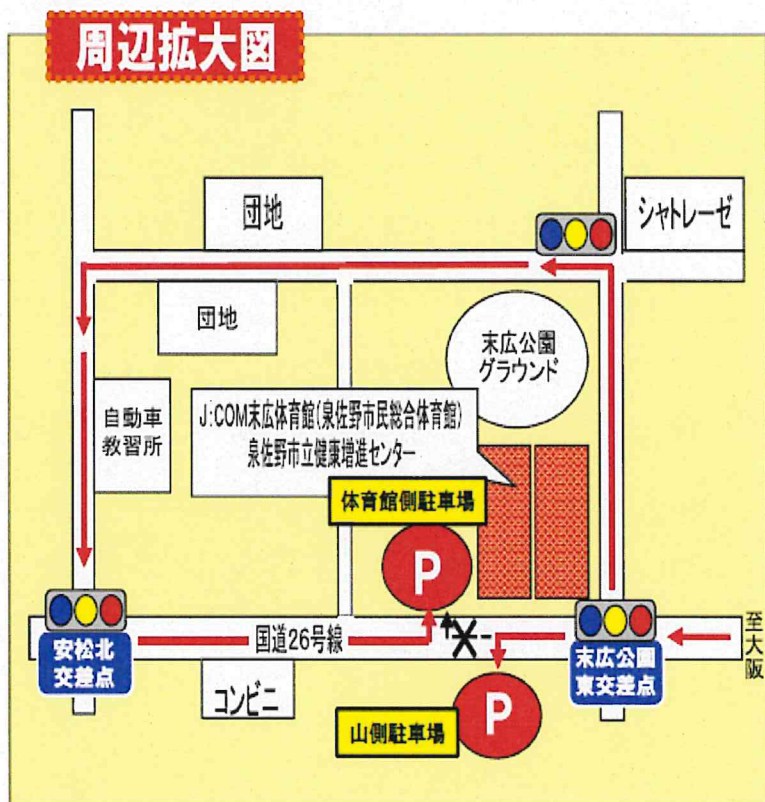 周辺拡大図
団地
シャトレーゼ
団地
末広公園
グラウンド
自動車
教習所
J:COM末広体育館(泉佐野市民総合体育館)
泉佐野市立健康増進センター
体育館側駐車場
P
安松北
交差点
国道26号線
末広公園
東交差点
至大阪
コンビニ
P
山側駐車場